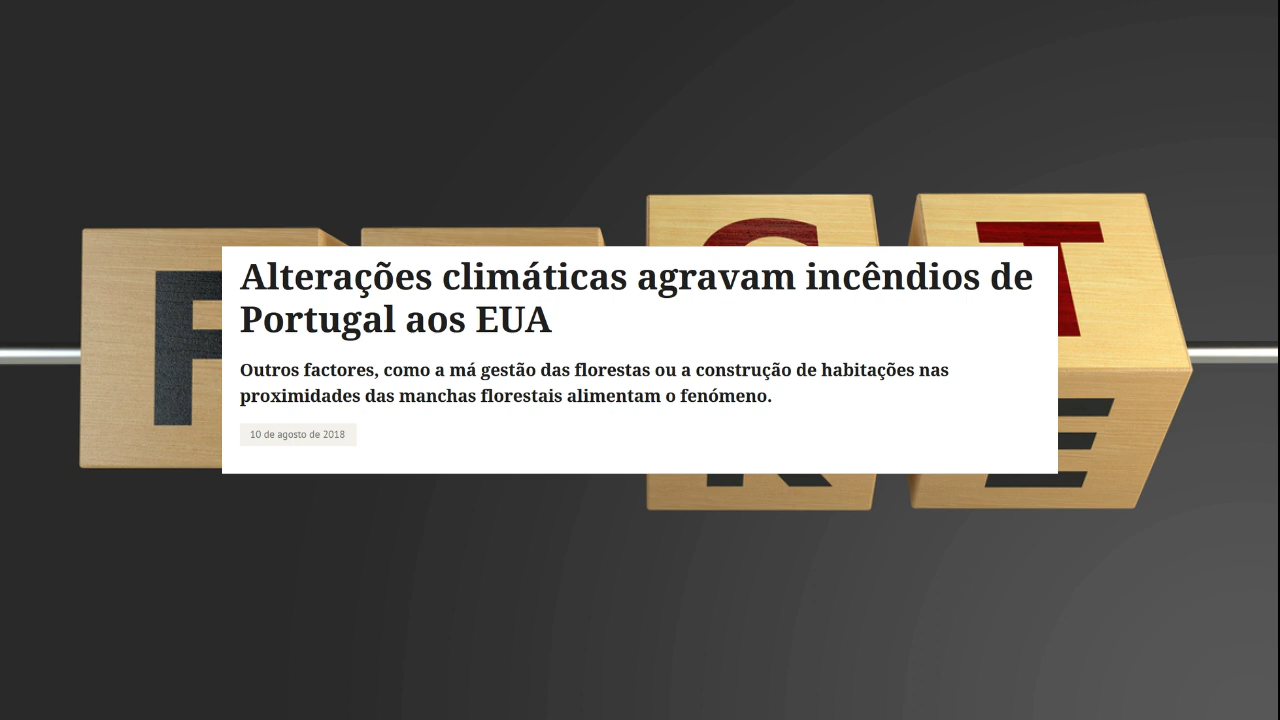 F
C T
Alterações climáticas agravam incêndios de
Portugal aos EUA
Outros factores, como a má gestão das florestas ou a construção de habitações nas
proximidades das manchas florestais alimentam o fenómeno.
10 de agosto de 2018
K E